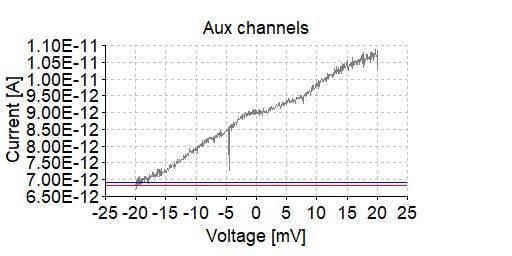 Aux channels
1.10E-11
1.05E-11
1.00E-11
9.50E-12
9.00E-12
8.50E-12
8.00E-12
7.50E-12
7.00E-12
6.50E-12
Current [A]
-25 -20 -15 -10 -5 0 5 10 15 20 25
Voltage [mV]